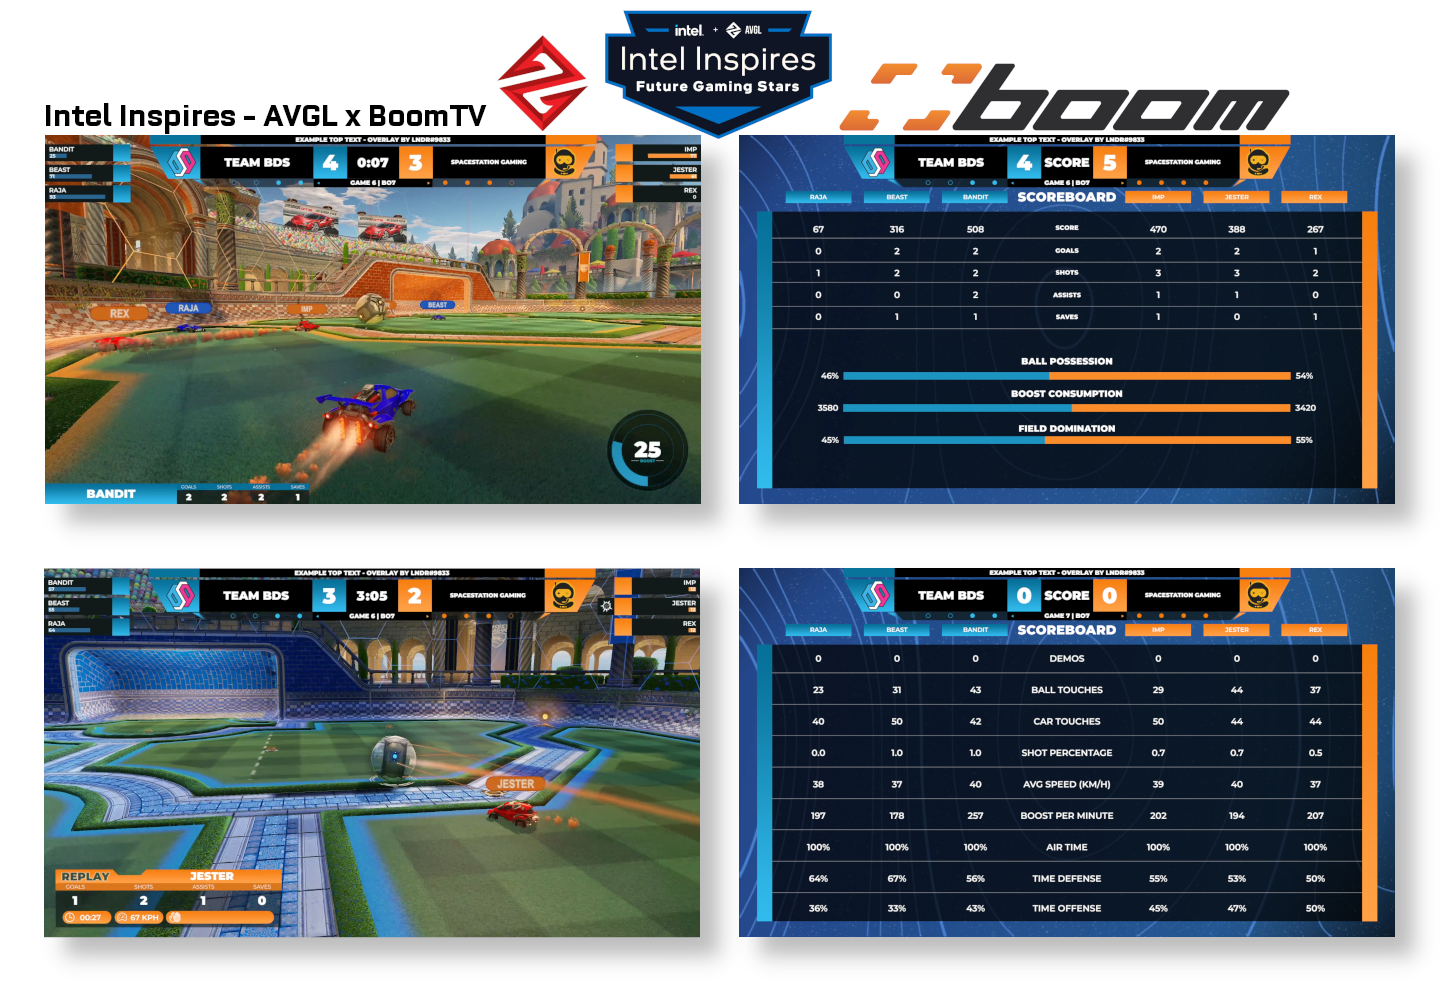 intel. + AVGL
Intel Inspires
Future Gaming Stars
Intel Inspires - AVGL x BoomTV
boom
EXAMPLE TOP TEXT - OVERLAY BY LNDR#9833
BANDIT
25
BEAST
71
RAJA
93
TEAM BDS 4 0:07 3 SPACESTATION GAMING
GAME 6 | BO7
IMP
JESTER
REX
0
REX RAJA IMP BEAST
25
BOOST
BANDIT
GOALS SHOTS ASSISTS SAVES
2 2 2 1
EXAMPLE TOP TEXT - OVERLAY BY LNDR#9833
TEAM BDS 4 SCORE 5 SPACESTATION GAMING
GAME 6 | BO7
RAJA BEAST BANDIT SCOREBOARD IMP JESTER REX
67 316 508 SCORE 470 388 267
0 2 2 GOALS 2 2 1
1 2 2 SHOTS 3 3 2
0 0 2 ASSISTS 1 1 0
0 1 1 SAVES 1 0 1
BALL POSSESSION
46% 54%
BOOST CONSUMPTION
3580 3420
FIELD DOMINATION
45% 55%
EXAMPLE TOP TEXT - OVERLAY BY LNDR#9833
BANDIT
57
BEAST
RAJA
64
TEAM BDS 3 3:05 2 SPACESTATION GAMING
GAME 6 | BO7
IMP
12
JESTER
12
REX
12
JESTER
REPLAY JESTER
GOALS SHOTS ASSISTS SAVES
1 2 1 0
00:27 67 KPH
EXAMPLE TOP TEXT - OVERLAY BY LNDR#9833
TEAM BDS 0 SCORE 0 SPACESTATION GAMING
GAME 7 | BO7
RAJA BEAST BANDIT SCOREBOARD IMP JESTER REX
0 0 0 DEMOS 0 0 0
23 31 43 BALL TOUCHES 29 44 37
40 50 42 CAR TOUCHES 50 44 44
0.0 1.0 1.0 SHOT PERCENTAGE 0.7 0.7 0.5
38 37 40 AVG SPEED (KM/H) 39 40 37
197 178 257 BOOST PER MINUTE 202 194 207
100% 100% 100% AIR TIME 100% 100% 100%
64% 67% 56% TIME DEFENSE 55% 53% 50%
36% 33% 43% TIME OFFENSE 45% 47% 50%